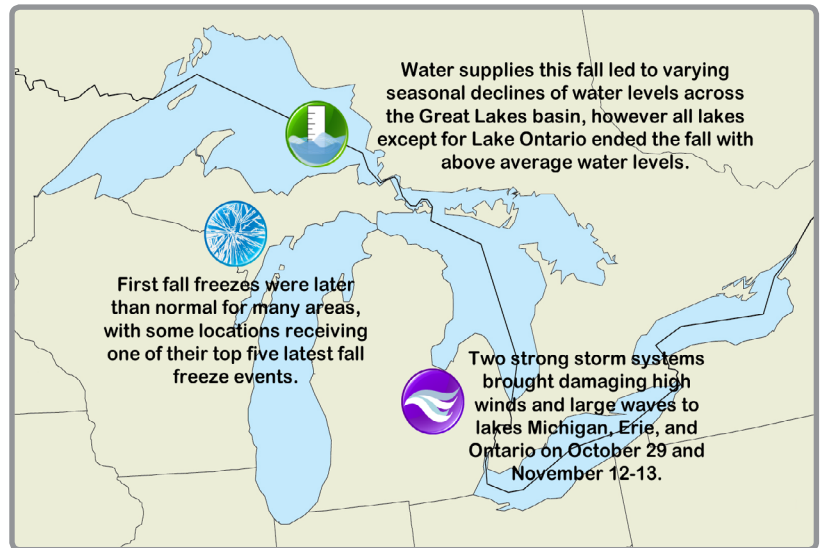 Water supplies this fall led to varying
seasonal declines of water levels across
the Great Lakes basin, however all lakes
except for Lake Ontario ended the fall with
above average water levels.
First fall freezes were later
than normal for many areas,
with some locations receiving
one of their top five latest fall
freeze events.
Two strong storm systems
brought damaging high
winds and large waves to
lakes Michigan, Erie, and
Ontario on October 29 and
November 12-13.